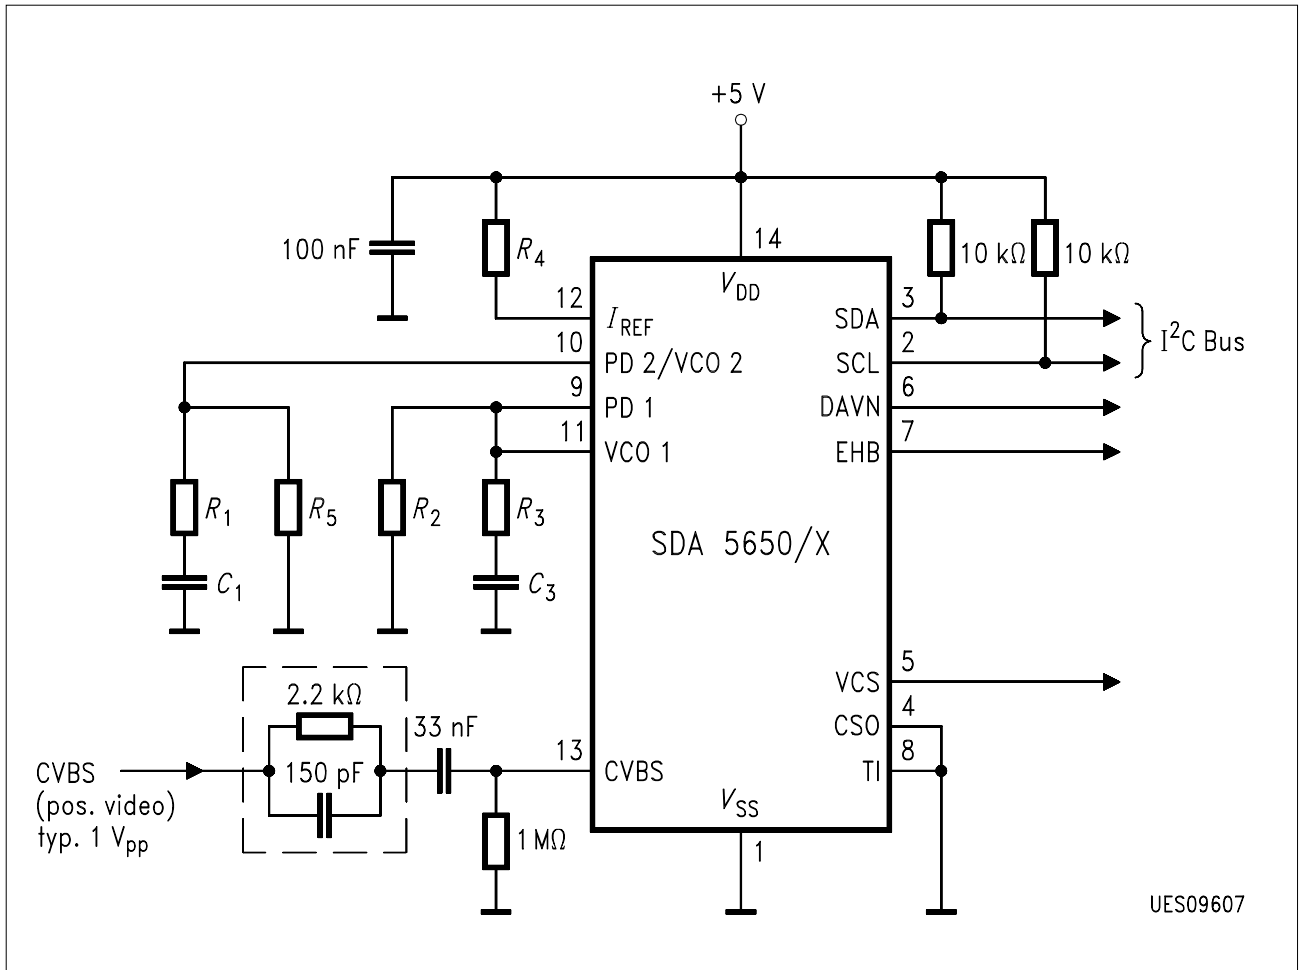 +5 V
14
100 nF
R4
10 kΩ
10 kΩ
VDD
12
IREF
3
SDA
I²C Bus
10
PD 2/VCO 2
2
SCL
9
PD 1
6
DAVN
11
VCO 1
7
EHB
R1
R5
R2
R3
SDA 5650/X
C1
C3
5
VCS
2.2 kΩ
4
CSO
33 nF
13
CVBS
8
TI
CVBS
(pos. video)
typ. 1 Vpp
150 pF
VSS
1 MΩ
1
UES09607